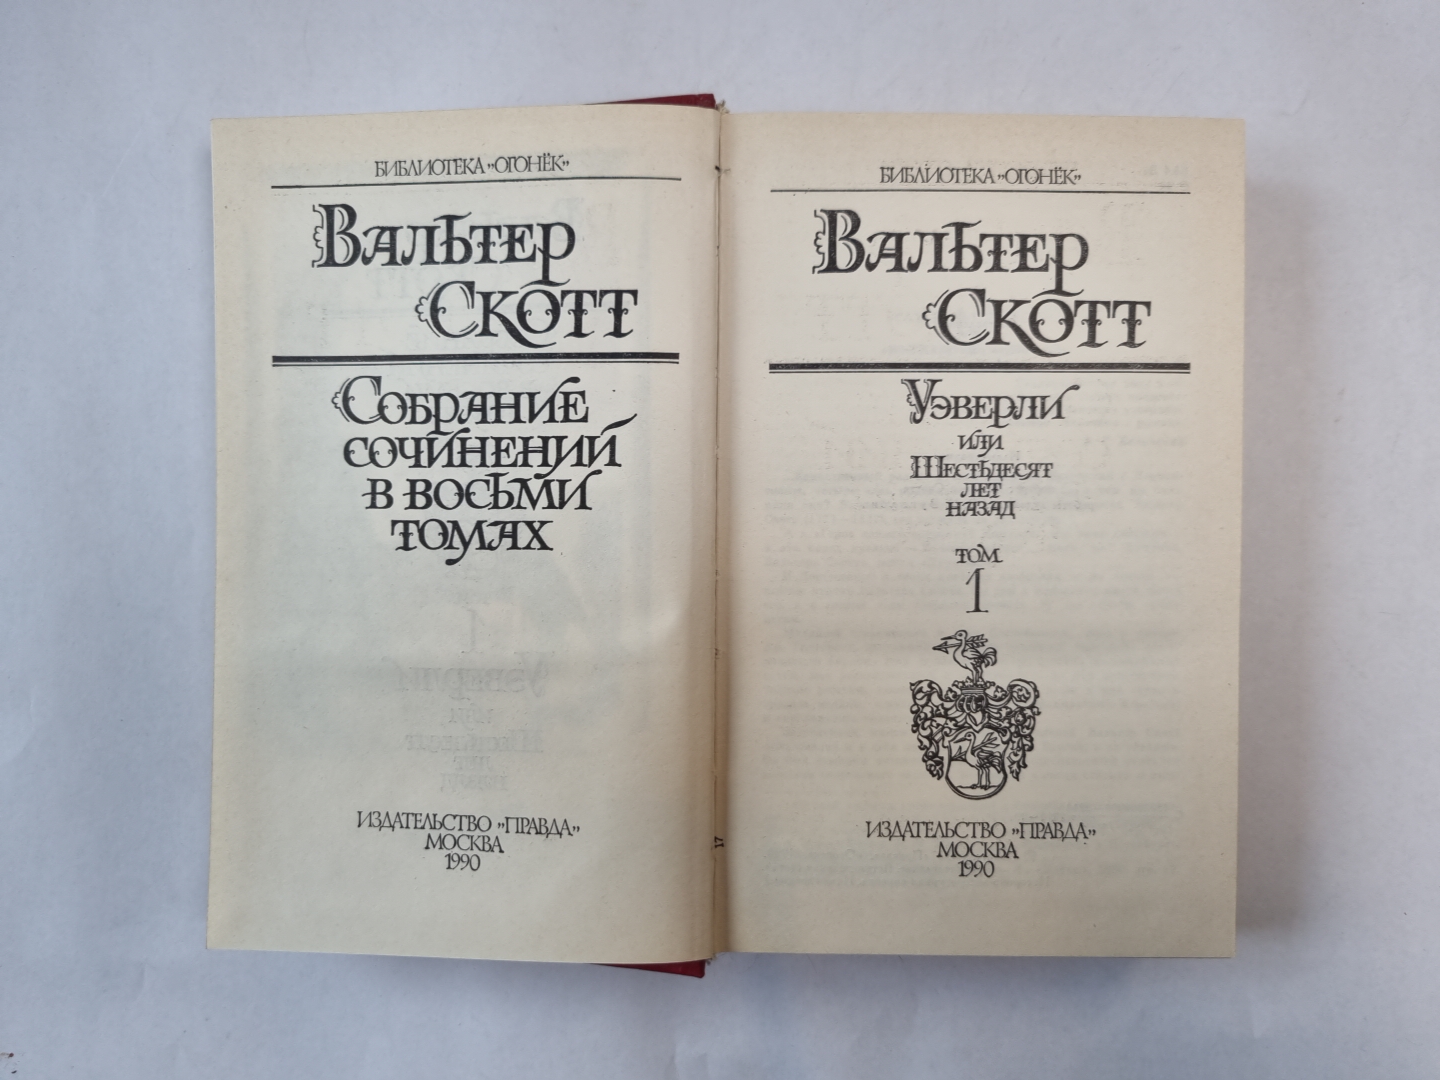 БИБЛИОТЕКА „ОГОНЁК“
ВАЛЬТЕР
СКОТТ
СОБРАНИЕ
СОЧИНЕНИЙ
В ВОСЬМИ
ТОМАХ
ИЗДАТЕЛЬСТВО „ПРАВДА“
МОСКВА
1990
17
БИБЛИОТЕКА „ОГОНЁК“
ВАЛЬТЕР
СКОТТ
УЭВЕРЛИ
ИЛИ
ШЕСТЬДЕСЯТ
ЛЕТ
НАЗАД
ТОМ
1
ИЗДАТЕЛЬСТВО „ПРАВДА“
МОСКВА
1990